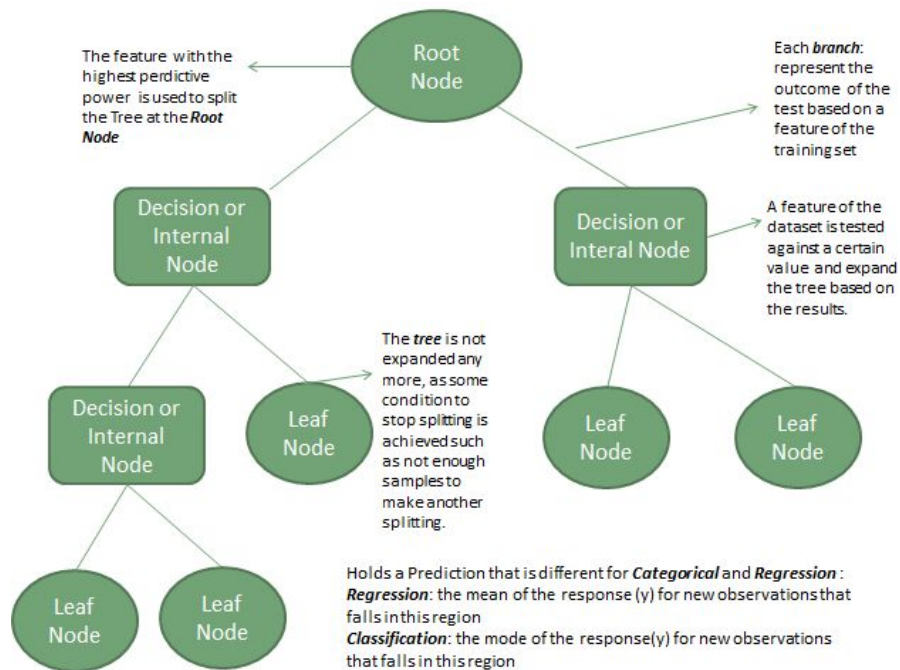 Root
Node
The feature with the
highest perdictive
power is used to split
the Tree at the Root
Node
Each branch:
represent the
outcome of the
test based on a
feature of the
training set
Decision or
Internal
Node
Decision or
Interal Node
A feature of the
dataset is tested
against a certain
value and expand
the tree based on
the results.
The tree is not
expanded any
more, as some
condition to
stop splitting is
achieved such
as not enough
samples to
make another
splitting.
Decision or
Internal
Node
Leaf
Node
Leaf
Node
Leaf
Node
Leaf
Node
Leaf
Node
Holds a Prediction that is different for Categorical and Regression :
Regression: the mean of the response (y) for new observations that
falls in this region
Classification: the mode of the response(y) for new observations
that falls in this region